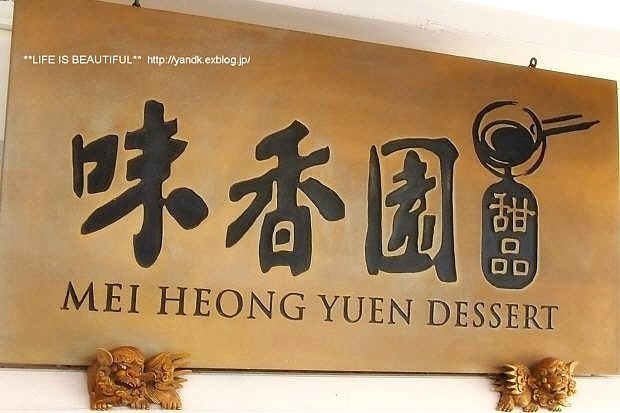 **LIFE IS BEAUTIFUL** http://yandk.exblog.jp/
味香園
甜品
MEI HEONG YUEN DESSERT